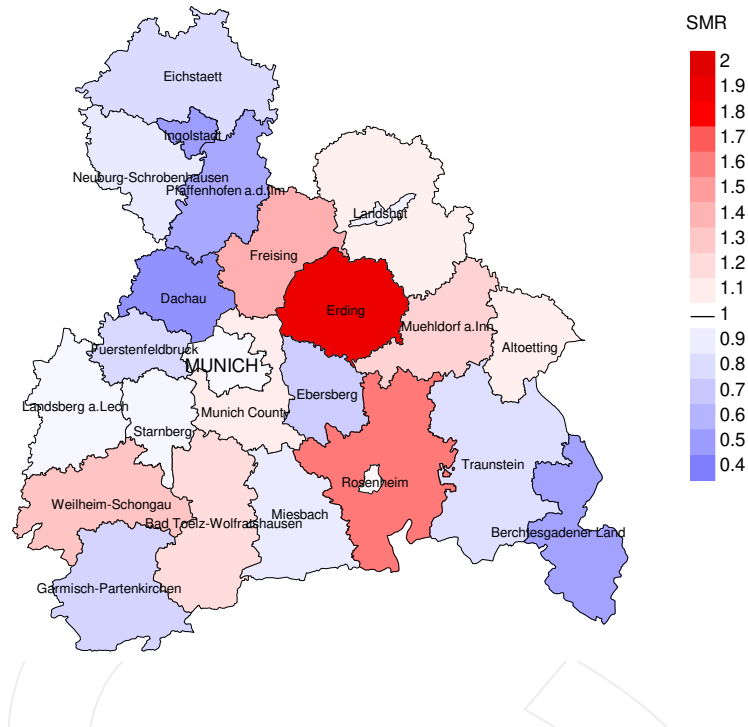 SMR
2
1.9
1.8
1.7
1.6
1.5
1.4
1.3
1.2
1.1
1
0.9
0.8
0.7
0.6
0.5
0.4
Eichstaett
Ingolstadt
Neuburg-Schrobenhausen
Pfaffenhofen a.d.Ilm
Landshut
Freising
Dachau
Erding
Muehldorf a.Inn
Altoetting
Fuerstenfeldbruck
MUNICH
Ebersberg
Landsberg a.Lech
Munich County
Starnberg
Traunstein
Rosenheim
Weilheim-Schongau
Miesbach
Bad Toelz-Wolfratshausen
Berchtesgadener Land
Garmisch-Partenkirchen